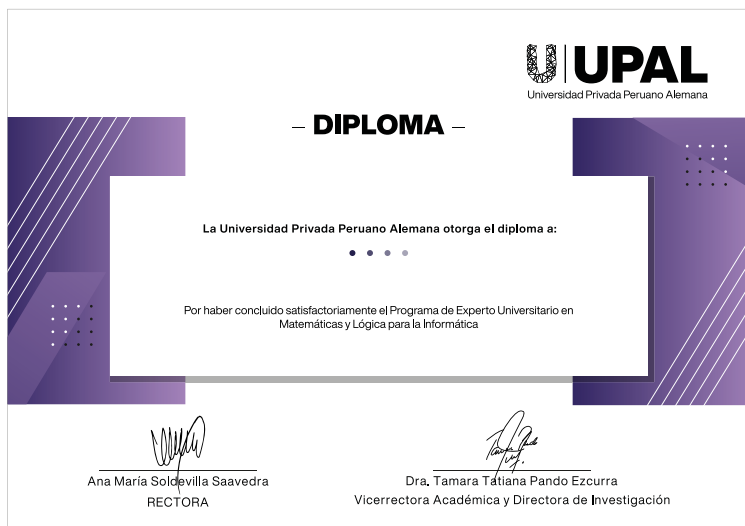 UPAL
Universidad Privada Peruano Alemana
– DIPLOMA –
La Universidad Privada Peruano Alemana otorga el diploma a:
Por haber concluido satisfactoriamente el Programa de Experto Universitario en
Matemáticas y Lógica para la Informática
Ana María Soldevilla Saavedra
RECTORA
Dra. Tamara Tatiana Pando Ezcurra
Vicerrectora Académica y Directora de Investigación